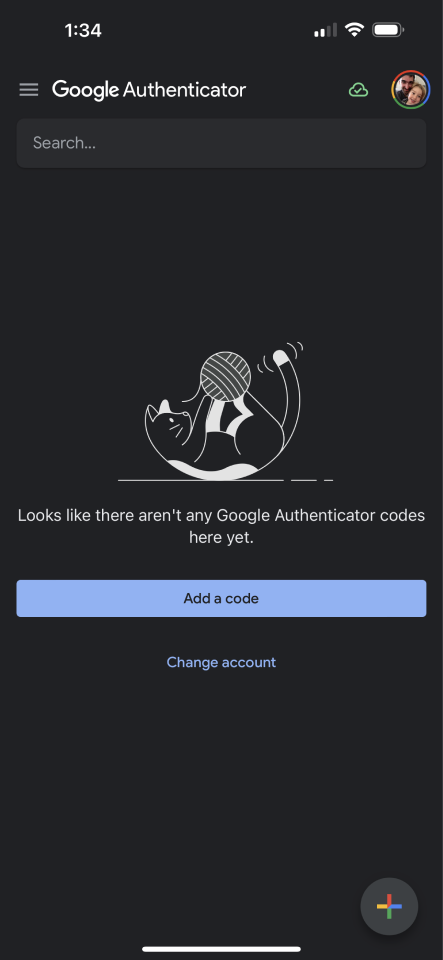 1:34
Google Authenticator
Search...
Looks like there aren't any Google Authenticator codes
here yet.
Add a code
Change account